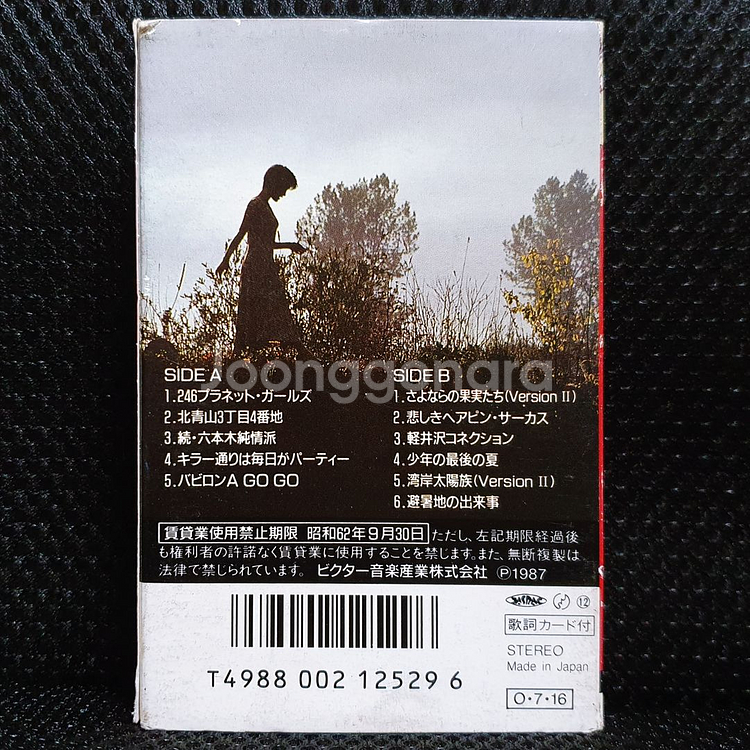 Joonggonara
SIDE A
1.246プラネット・ガールズ
2.北青山3丁目4番地
3.続・六本木純情派
4.キラー通りは毎日がパーティー
5.バビロンA GO GO
SIDE B
1.さよならの果実たち(Version II)
2.悲しきヘアピン・サーカス
3.軽井沢コネクション
4.少年の最後の夏
5.湾岸太陽族(Version II)
6.避暑地の出来事
賃貸業使用禁止期限 昭和62年9月30日 ただし、左記期限経過後
も権利者の許諾なく賃貸業に使用することを禁じます。また、無断複製は
法律で禁じられています。 ビクター音楽産業株式会社 Ⓟ1987
⑫
歌詞カード付
STEREO
Made in Japan
T4988 002 12529 6
O・7・16